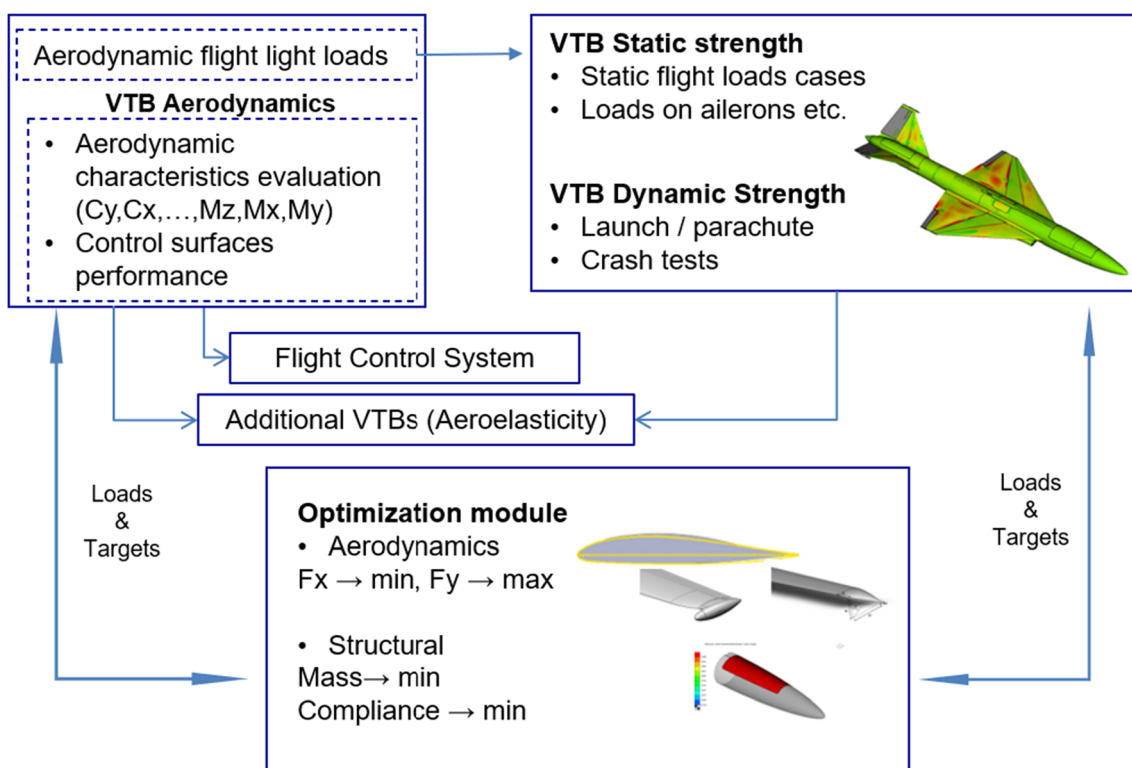 Aerodynamic flight light loads
VTB Aerodynamics
• Aerodynamic
characteristics evaluation
(Cy,Cx,…,Mz,Mx,My)
• Control surfaces
performance
VTB Static strength
• Static flight loads cases
• Loads on ailerons etc.
VTB Dynamic Strength
• Launch / parachute
• Crash tests
Flight Control System
Additional VTBs (Aeroelasticity)
Loads
&
Targets
Optimization module
• Aerodynamics
Fx → min, Fy → max
• Structural
Mass→ min
Compliance → min
Loads
&
Targets